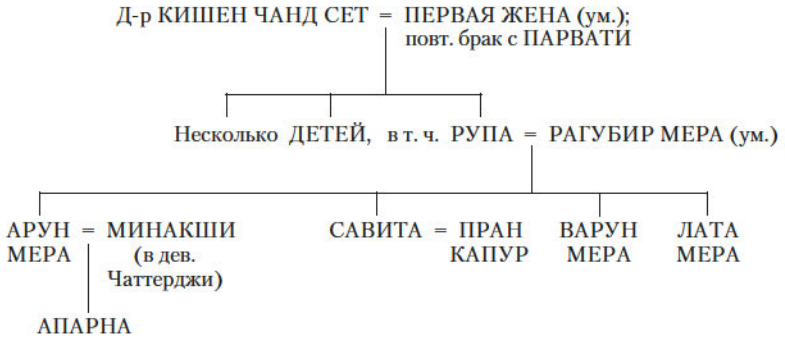 Д-р КИШЕН ЧАНД СЕТ = ПЕРВАЯ ЖЕНА (ум.);
повт. брак с ПАРВАТИ
Несколько ДЕТЕЙ, в т. ч. РУПА = РАГУБИР МЕРА (ум.)
АРУН = МИНАКШИ САВИТА = ПРАН ВАРУН ЛАТА
МЕРА (в дев. КАПУР МЕРА МЕРА
Чаттерджи)
АПАРНА